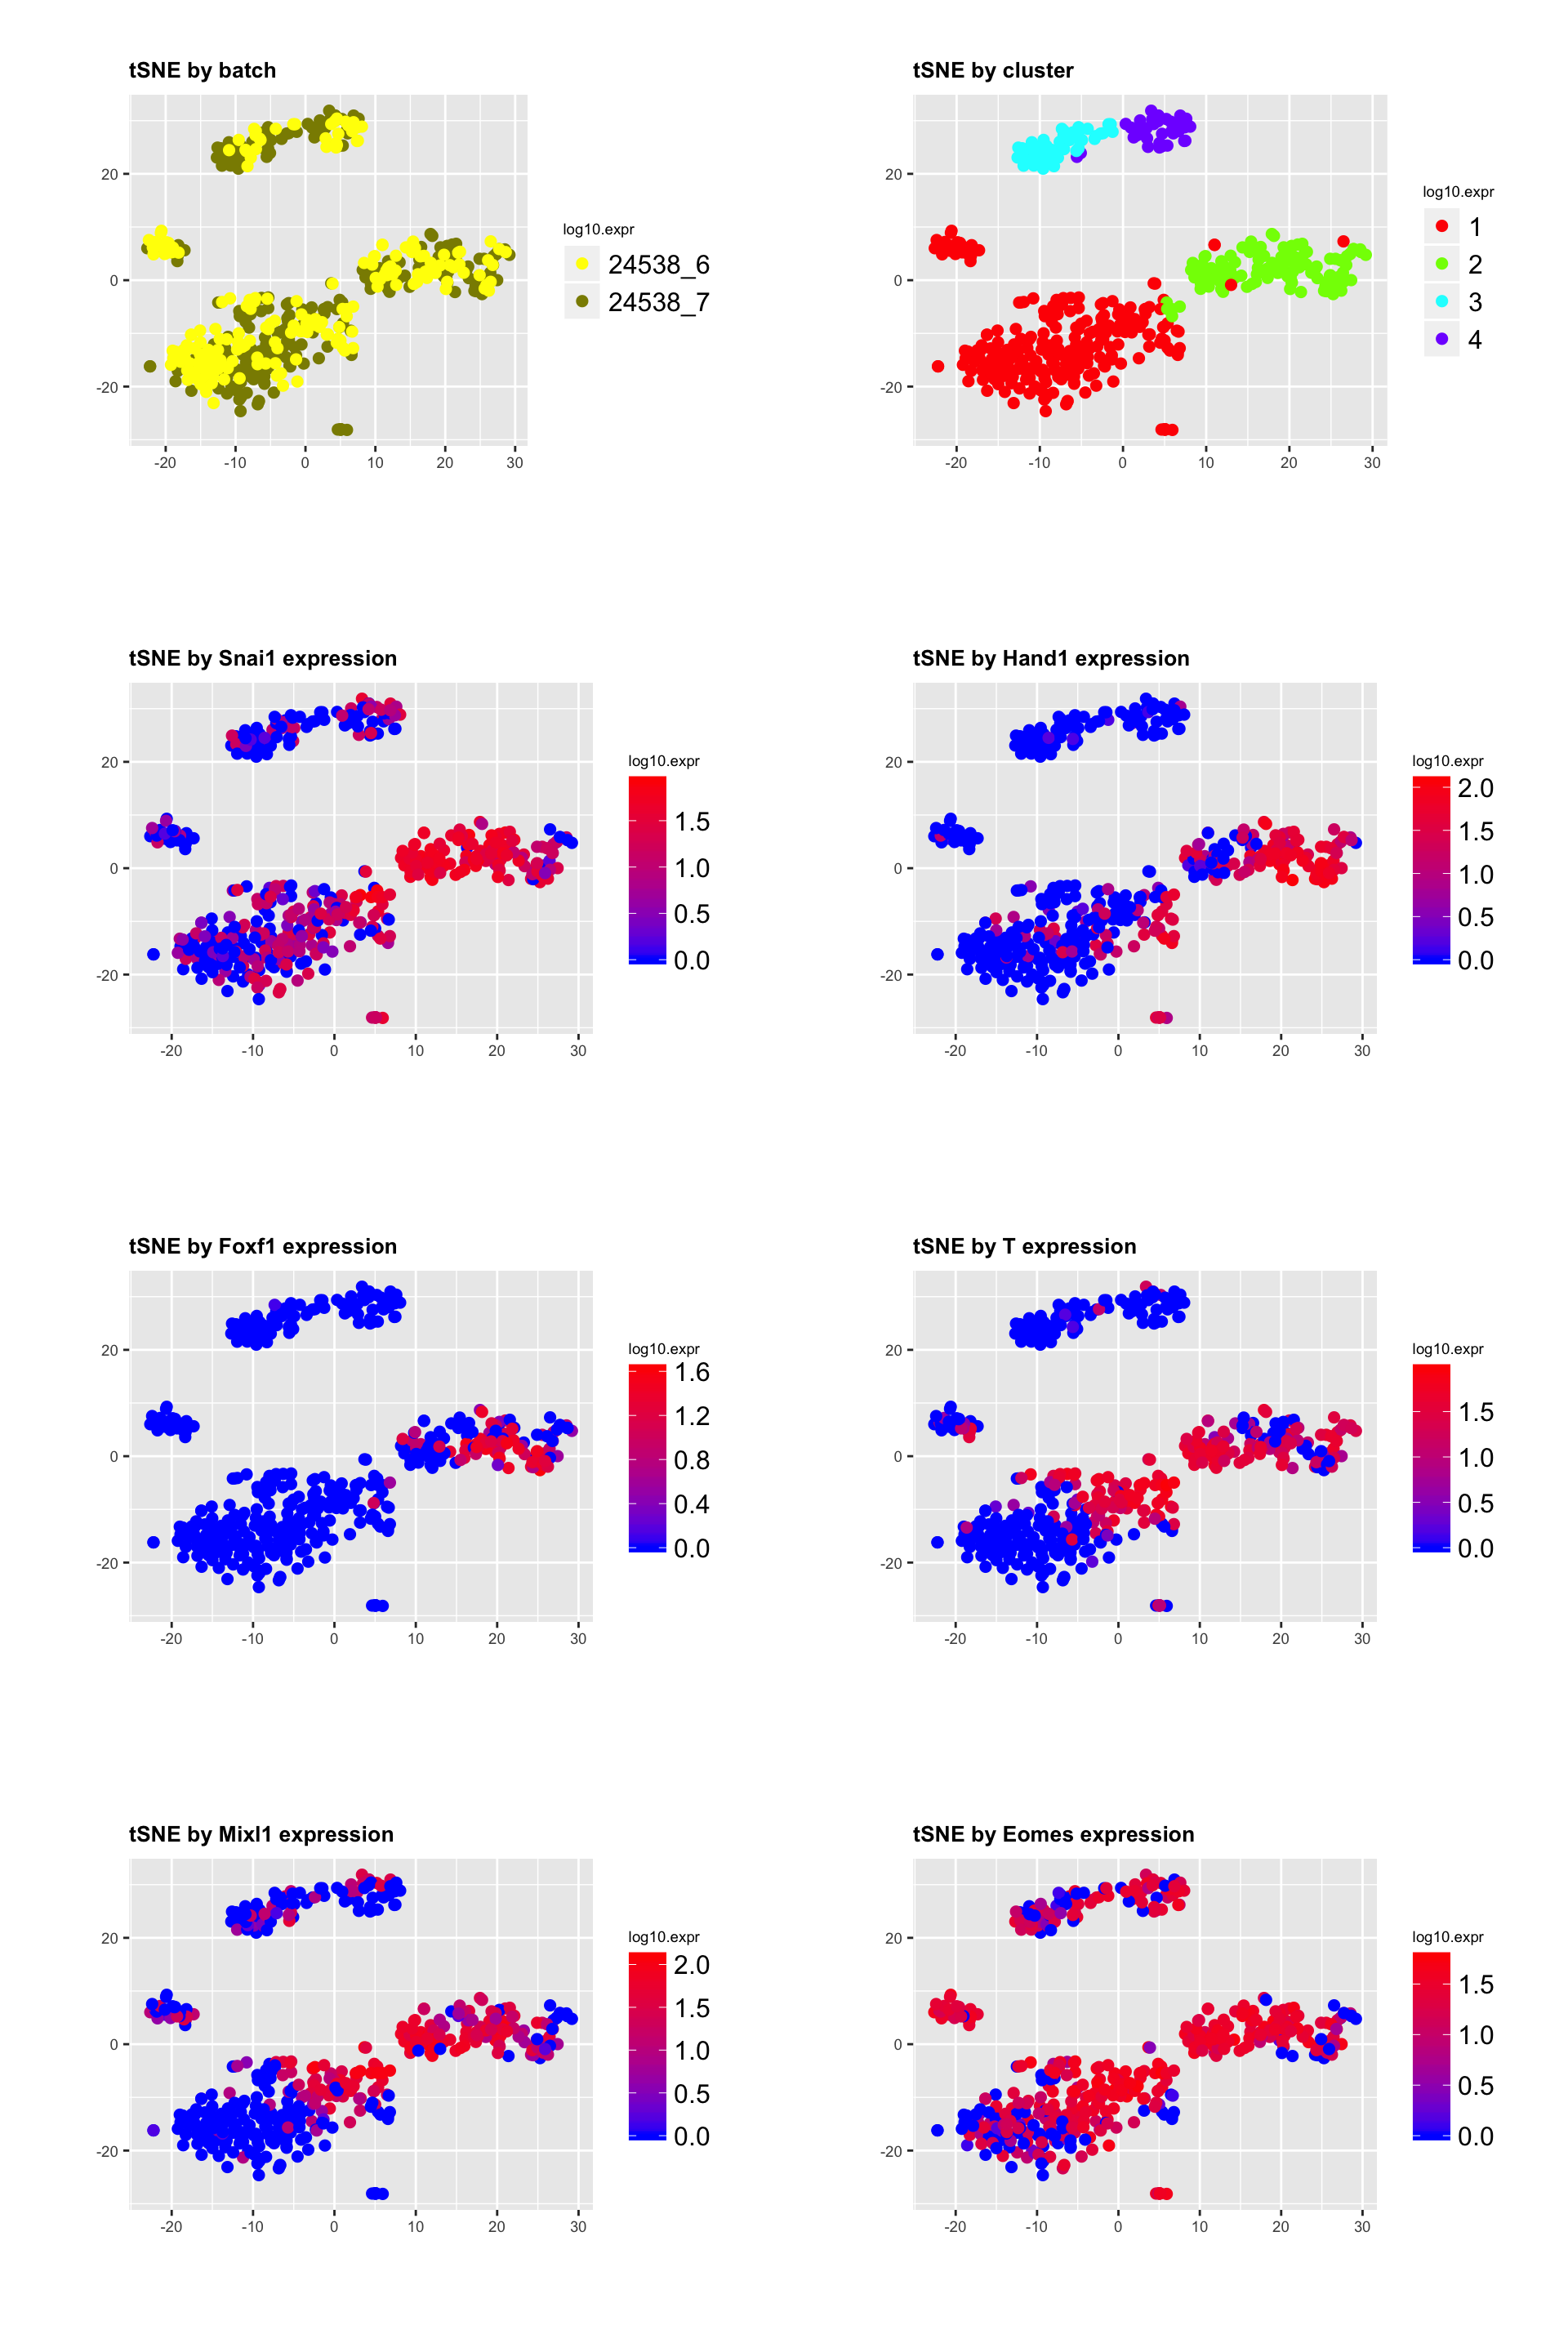 tSNE by batch
20
0
-20
-20 -10 0 10 20 30
log10.expr
24538_6
24538_7
tSNE by cluster
20
0
-20
-20 -10 0 10 20 30
log10.expr
1
2
3
4
tSNE by Snai1 expression
20
0
-20
-20 -10 0 10 20 30
log10.expr
1.5
1.0
0.5
0.0
tSNE by Hand1 expression
20
0
-20
-20 -10 0 10 20 30
log10.expr
2.0
1.5
1.0
0.5
0.0
tSNE by Foxf1 expression
20
0
-20
-20 -10 0 10 20 30
log10.expr
1.6
1.2
0.8
0.4
0.0
tSNE by T expression
20
0
-20
-20 -10 0 10 20 30
log10.expr
1.5
1.0
0.5
0.0
tSNE by Mixl1 expression
20
0
-20
-20 -10 0 10 20 30
log10.expr
2.0
1.5
1.0
0.5
0.0
tSNE by Eomes expression
20
0
-20
-20 -10 0 10 20 30
log10.expr
1.5
1.0
0.5
0.0